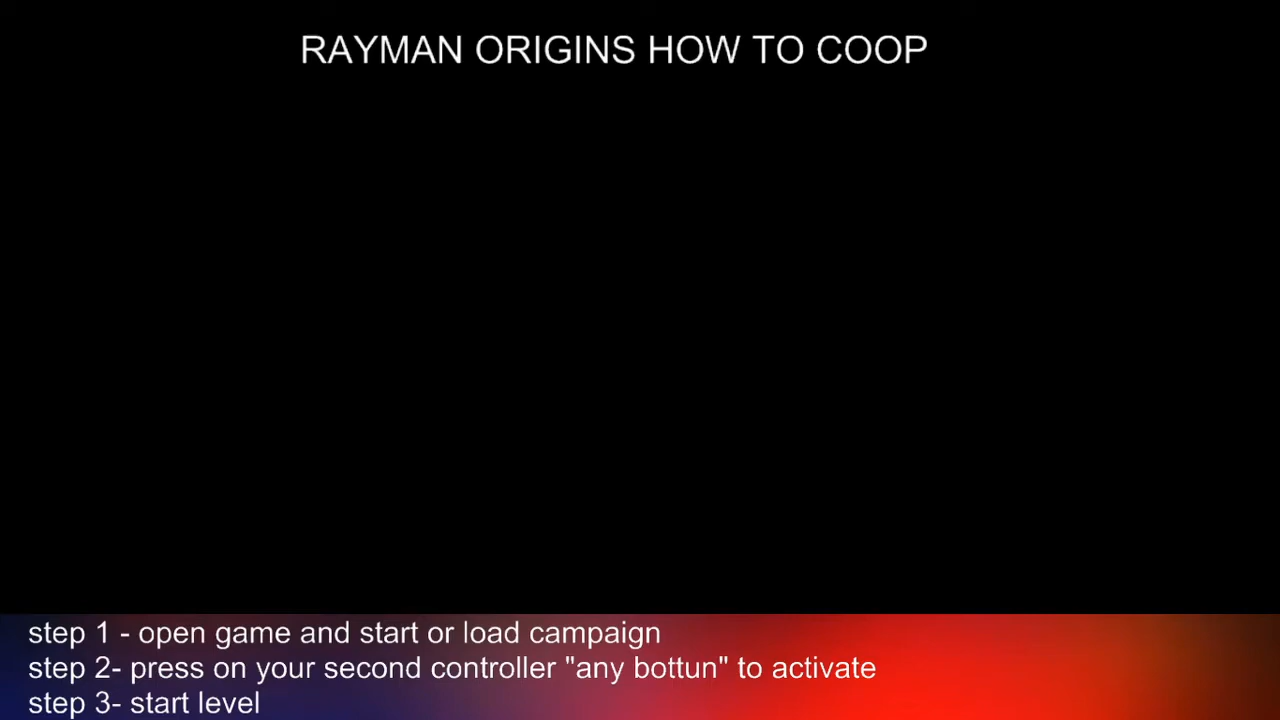 RAYMAN ORIGINS HOW TO COOP
step 1 - open game and start or load campaign
step 2- press on your second controller "any bottun" to activate
step 3- start level